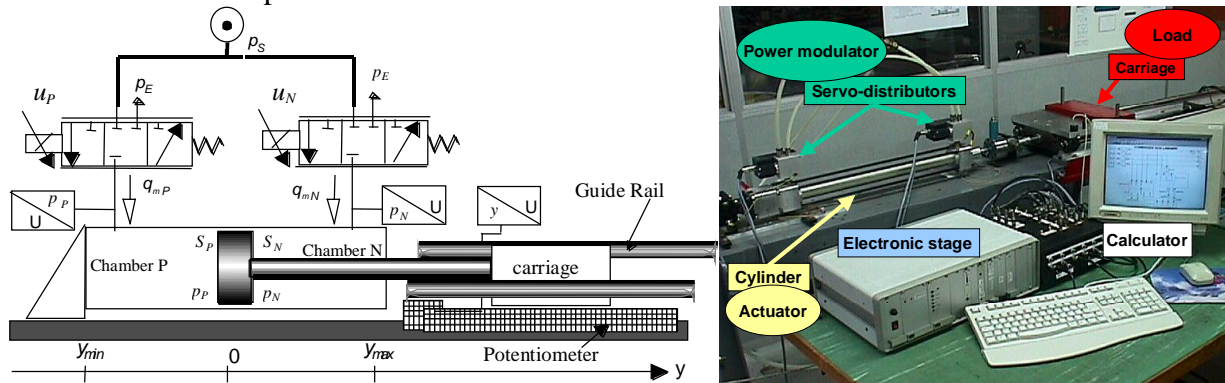 p_S
p_E
p_E
u_P
u_N
q_mP
q_mN
p_P
U
p_N
U
y
U
Guide Rail
S_P
S_N
Chamber N
Chamber P
carriage
p_P
p_N
Potentiometer
y_min
0
y_max
y
Power modulator
Load
Carriage
Servo-distributors
Electronic stage
Calculator
Cylinder
Actuator